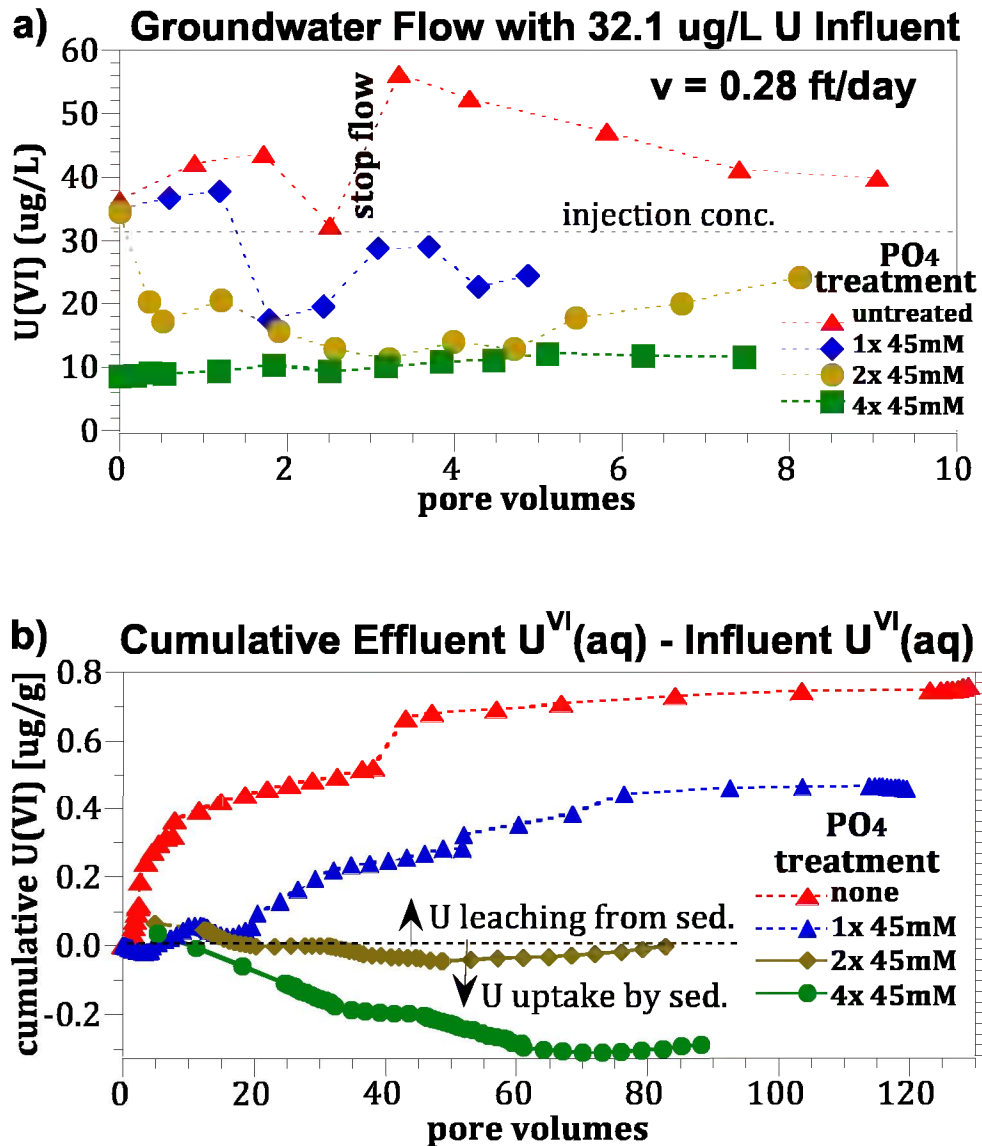 a) Groundwater Flow with 32.1 ug/L U Influent
60
50
40
30
20
10
0
U(VI) (ug/L)
v = 0.28 ft/day
stop flow
injection conc.
PO4
treatment
untreated
1x 45mM
2x 45mM
4x 45mM
0 2 4 6 8 10
pore volumes
b) Cumulative Effluent U^VI(aq) - Influent U^VI(aq)
0.8
0.6
0.4
0.2
0.0
-0.2
cumulative U(VI) [ug/g]
PO4
treatment
none
1x 45mM
2x 45mM
4x 45mM
U leaching from sed.
U uptake by sed.
0 20 40 60 80 100 120
pore volumes